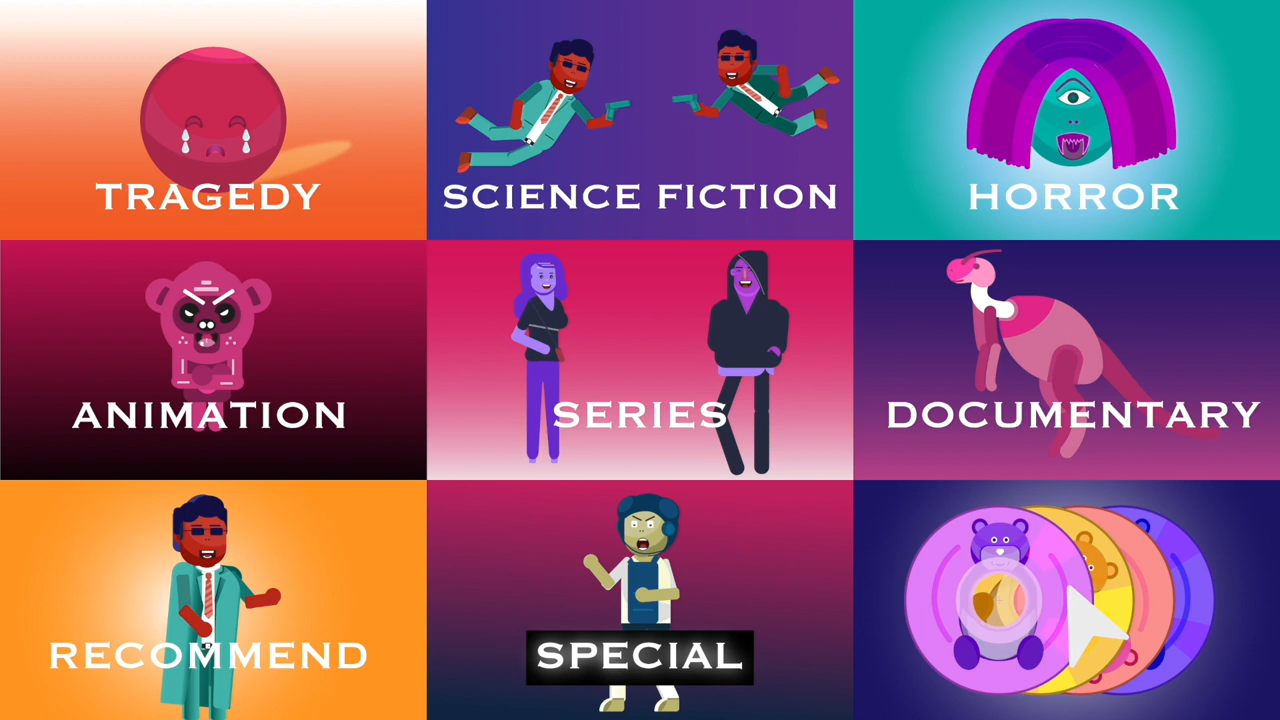 TRAGEDY
SCIENCE FICTION
HORROR
ANIMATION
SERIES
DOCUMENTARY
RECOMMEND
SPECIAL